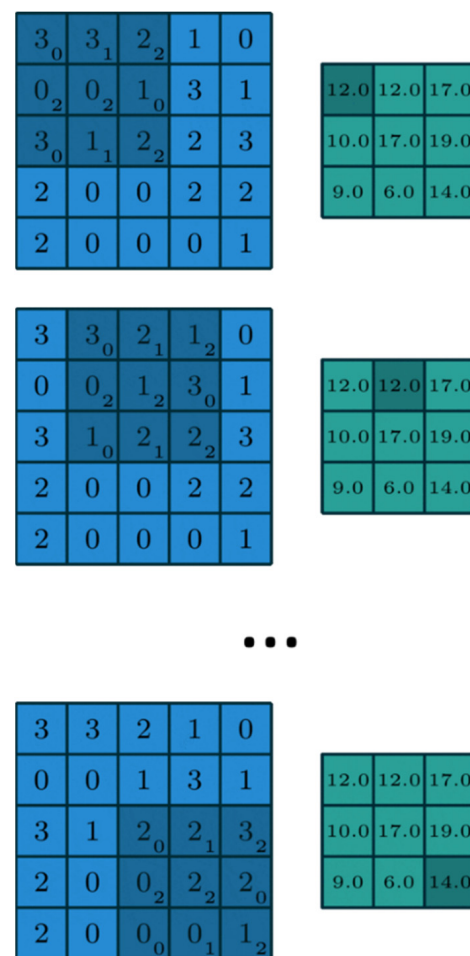 3₀ 3₁ 2₂ 1 0
0₂ 0₂ 1₀ 3 1 12.0 12.0 17.0
3₀ 1₁ 2₂ 2 3 10.0 17.0 19.0
2 0 0 2 2 9.0 6.0 14.0
2 0 0 0 1
3 3₀ 2₁ 1₂ 0
0 0₂ 1₂ 3₀ 1 12.0 12.0 17.0
3 1₀ 2₁ 2₂ 3 10.0 17.0 19.0
2 0 0 2 2 9.0 6.0 14.0
2 0 0 0 1
...
3 3 2 1 0
0 0 1 3 1 12.0 12.0 17.0
3 1 2₀ 2₁ 3₂ 10.0 17.0 19.0
2 0 0₂ 2₂ 2₀ 9.0 6.0 14.0
2 0 0₀ 0₁ 1₂